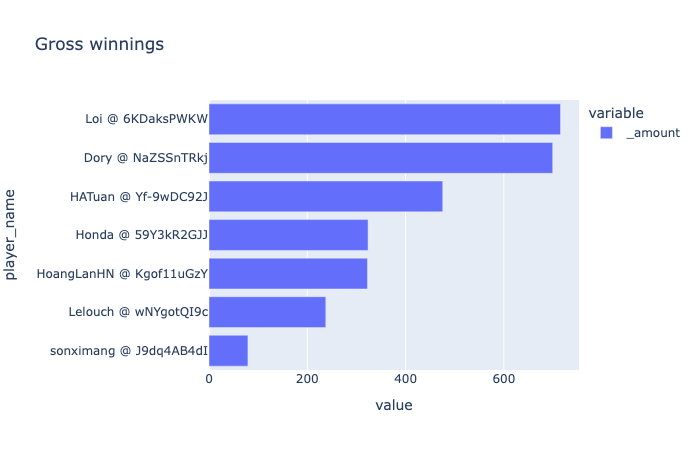 Gross winnings
variable
_amount
player_name
Loi @ 6KDaksPWKW
Dory @ NaZSSnTRkj
HATuan @ Yf-9wDC92J
Honda @ 59Y3kR2GJJ
HoangLanHN @ Kgof11uGzY
Lelouch @ wNYgotQI9c
sonximang @ J9dq4AB4dI
0 200 400 600
value